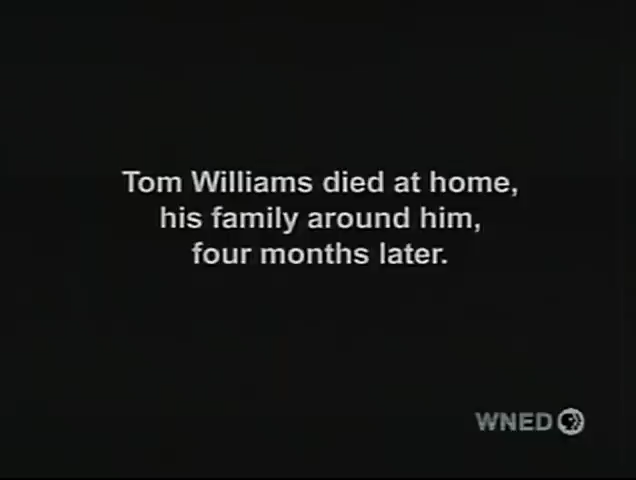 Tom Williams died at home,
his family around him,
four months later.
WNED